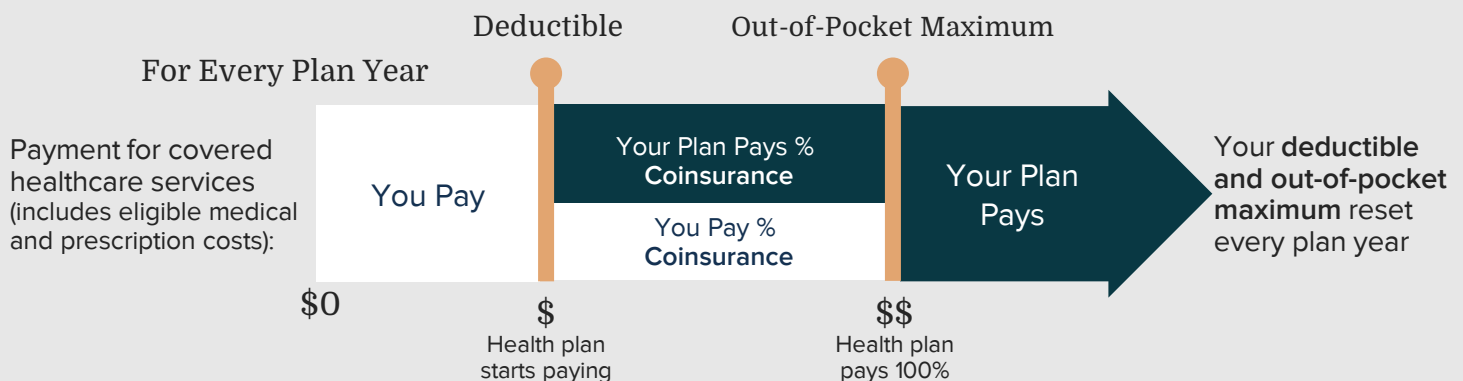 Deductible
Out-of-Pocket Maximum
For Every Plan Year
Payment for covered
healthcare services
(includes eligible medical
and prescription costs):
You Pay
Your Plan Pays %
Coinsurance
You Pay %
Coinsurance
Your Plan
Pays
Your deductible
and out-of-pocket
maximum reset
every plan year
$0
$
Health plan
starts paying
$$
Health plan
pays 100%